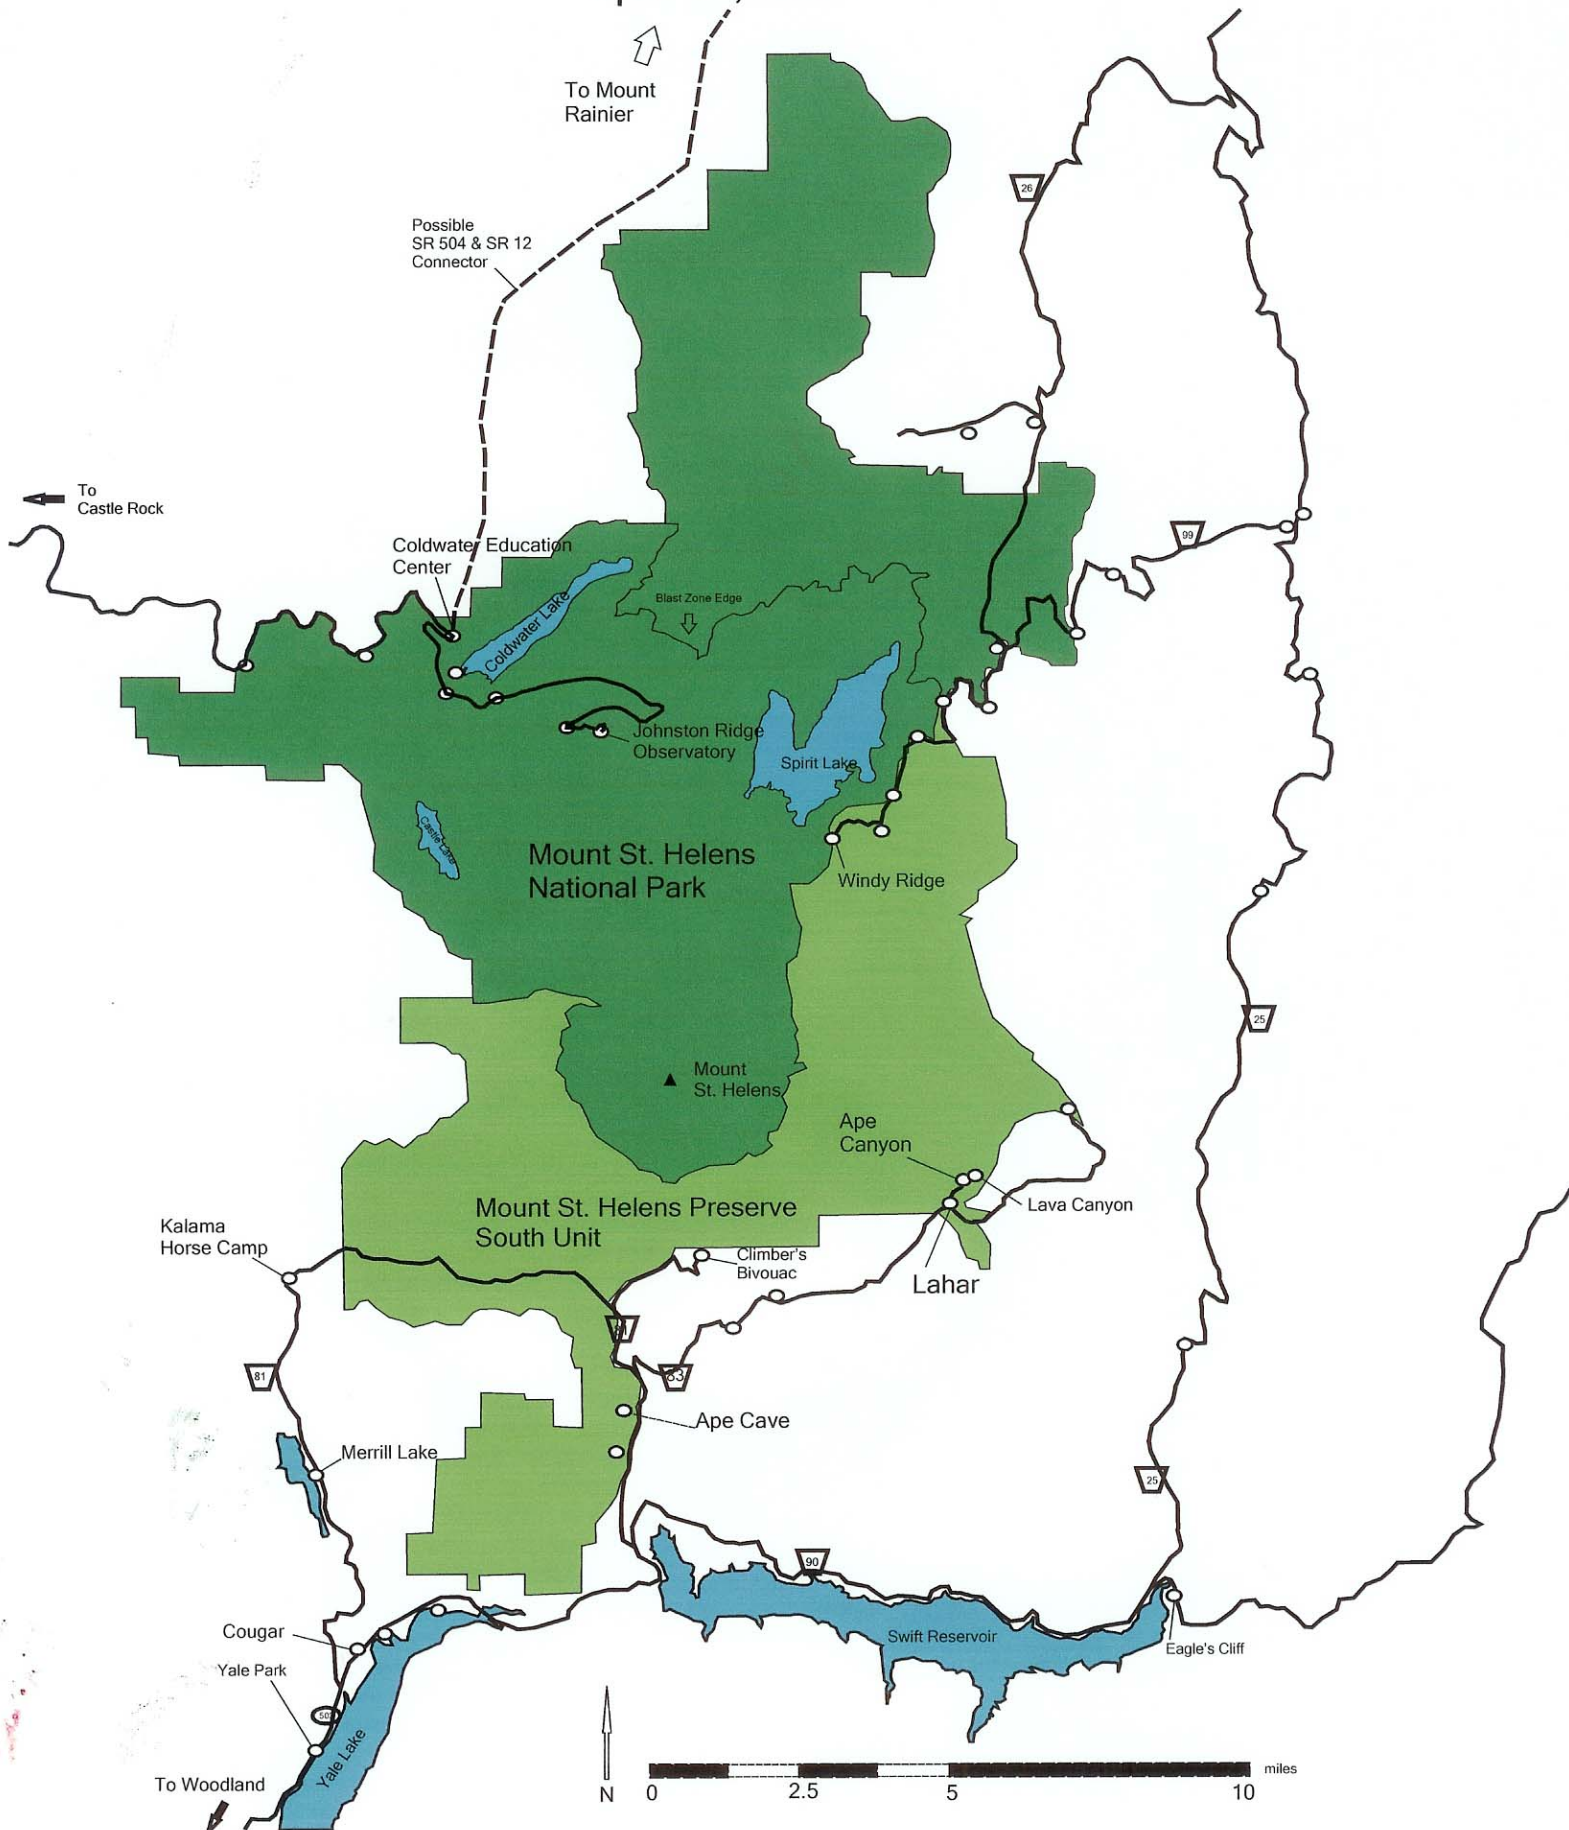 To Mount
Rainier
26
Possible
SR 504 & SR 12
Connector
To
Castle Rock
99
Coldwater Education
Center
Coldwater Lake
Blast Zone Edge
Johnston Ridge
Observatory
Spirit Lake
Castle Lake
Mount St. Helens
National Park
Windy Ridge
25
Mount
St. Helens
Ape
Canyon
Lava Canyon
Mount St. Helens Preserve
South Unit
Kalama
Horse Camp
Climber's
Bivouac
Lahar
81
81
83
Ape Cave
Merrill Lake
25
90
Swift Reservoir
Eagle's Cliff
Cougar
Yale Park
Yale Lake
To Woodland
N
0
2.5
5
10
miles